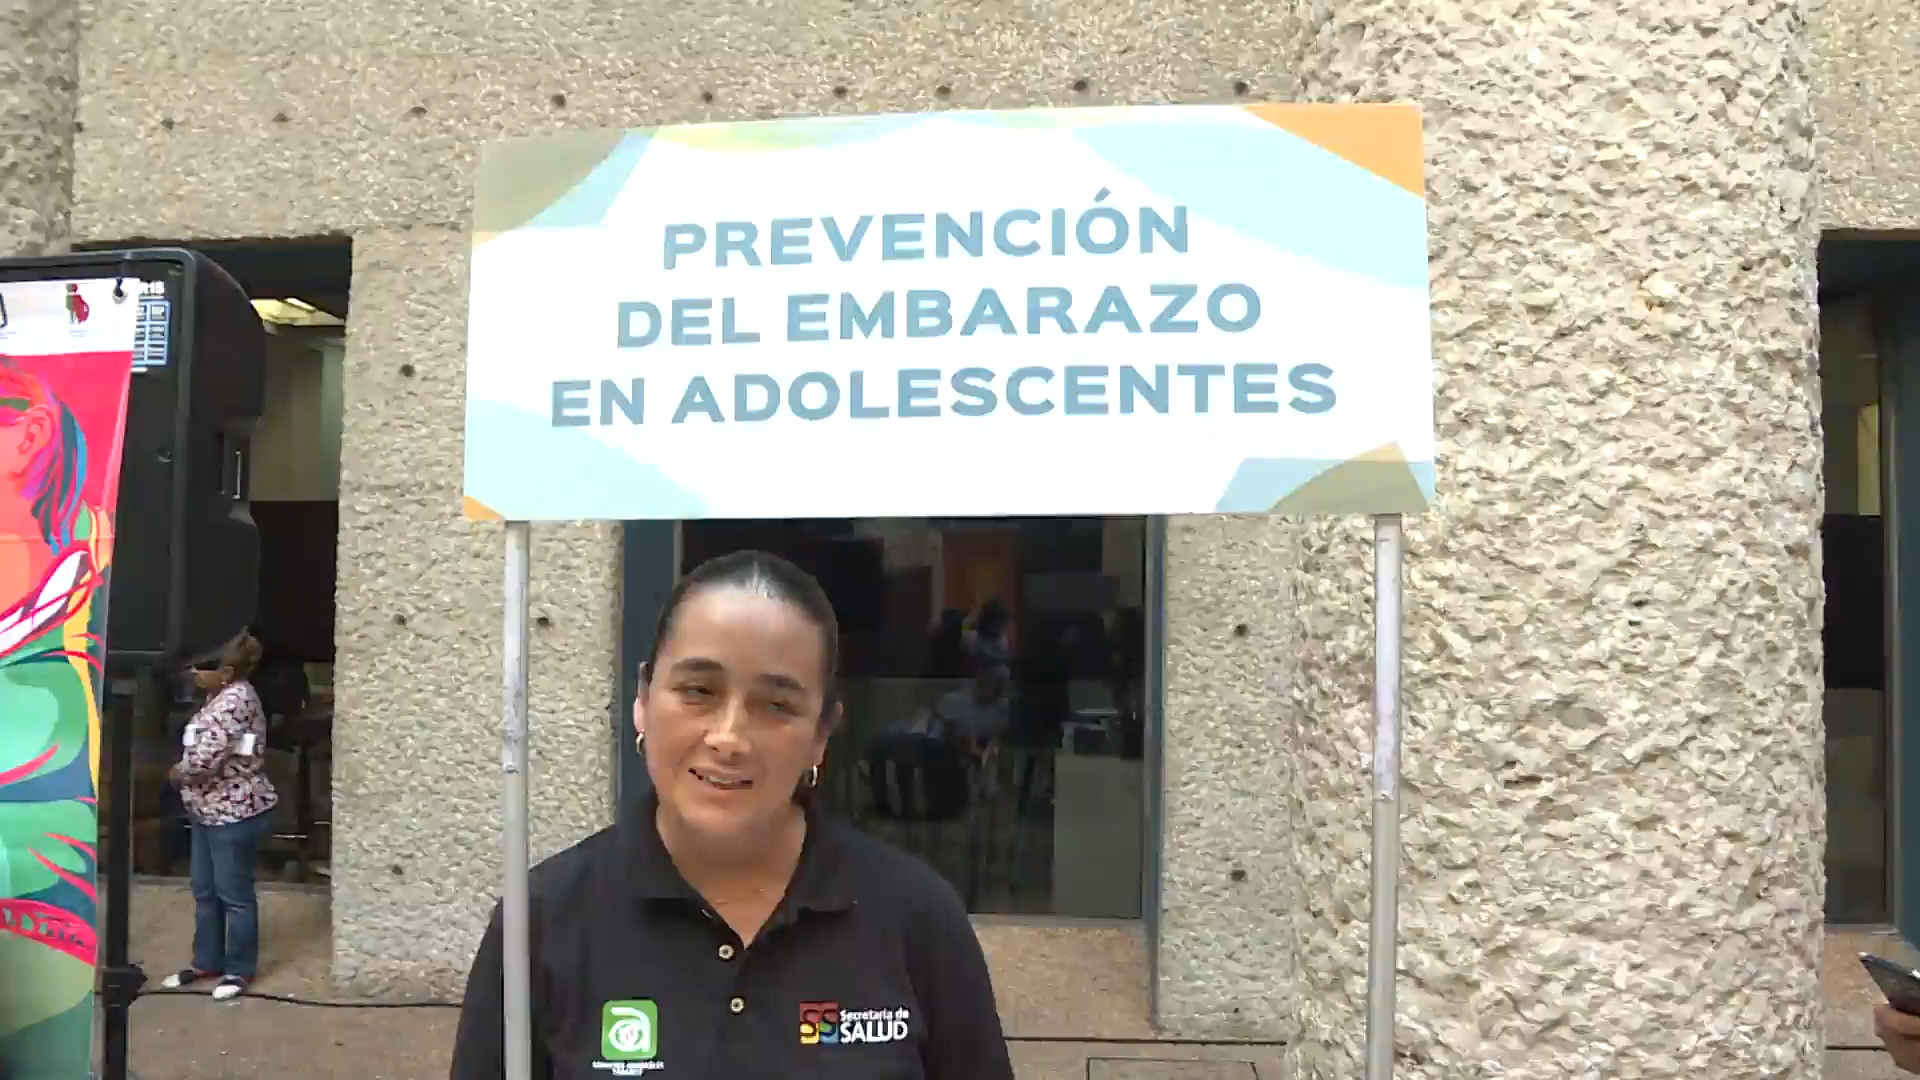 PREVENCIÓN
DEL EMBARAZO
EN ADOLESCENTES
Secretaría de
SALUD